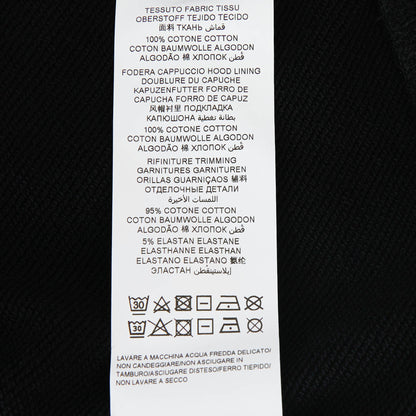 TESSUTO FABRIC TISSU
OBERSTOFF TEJIDO TECIDO
面料 ТКАНЬ قماش
100% COTONE COTTON
COTON BAUMWOLLE ALGODON
ALGODÃO 棉 ХЛОПОК قطن
FODERA CAPPUCCIO HOOD LINING
DOUBLURE DU CAPUCHE
KAPUZENFUTTER FORRO DE
CAPUCHA FORRO DE CAPUZ
风帽衬里 ПОДКЛАДКА
КАПЮШОНА بطانة تغطية
100% COTONE COTTON
COTON BAUMWOLLE ALGODON
ALGODÃO 棉 ХЛОПОК قطن
RIFINITURE TRIMMING
GARNITURES GARNITUREN
ORILLAS GUARNIÇAOS 辅料
ОТДЕЛОЧНЫЕ ДЕТАЛИ
اللمسات الأخيرة
95% COTONE COTTON
COTON BAUMWOLLE ALGODON
ALGODÃO 棉 ХЛОПОК قطن
5% ELASTAN ELASTANE
ELASTHANNE ELASTHAN
ELASTANO ELASTANO 氨纶
ЭЛАСТАН إيلاستيتقطن
30
30
LAVARE A MACCHINA ACQUA FREDDA DELICATO/
NON CANDEGGIARE/NON ASCIUGARE IN
TAMBURO/ASCIUGARE DISTESO/FERRO TIEPIDO/
NON LAVARE A SECCO